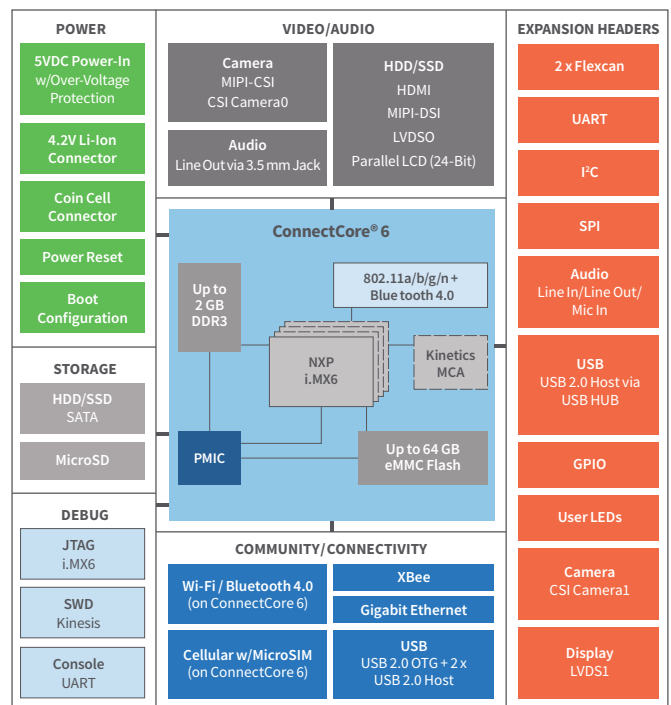 POWER
5VDC Power-In
w/Over-Voltage
Protection
4.2V Li-Ion
Connector
Coin Cell
Connector
Power Reset
Boot
Configuration
STORAGE
HDD/SSD
SATA
MicroSD
DEBUG
JTAG
i.MX6
SWD
Kinesis
Console
UART
VIDEO/AUDIO
Camera
MIPI-CSI
CSI Camera0
Audio
Line Out via 3.5 mm Jack
HDD/SSD
HDMI
MIPI-DSI
LVDSO
Parallel LCD (24-Bit)
ConnectCore® 6
Up to
2 GB
DDR3
802.11a/b/g/n +
Blue tooth 4.0
NXP
i.MX6
Kinetics
MCA
PMIC
Up to 64 GB
eMMC Flash
COMMUNITY/CONNECTIVITY
Wi-Fi / Bluetooth 4.0
(on ConnectCore 6)
XBee
Gigabit Ethernet
Cellular w/MicroSIM
(on ConnectCore 6)
USB
USB 2.0 OTG + 2 x
USB 2.0 Host
EXPANSION HEADERS
2 x Flexcan
UART
I²C
SPI
Audio
Line In/Line Out/
Mic In
USB
USB 2.0 Host via
USB HUB
GPIO
User LEDs
Camera
CSI Camera1
Display
LVDS1